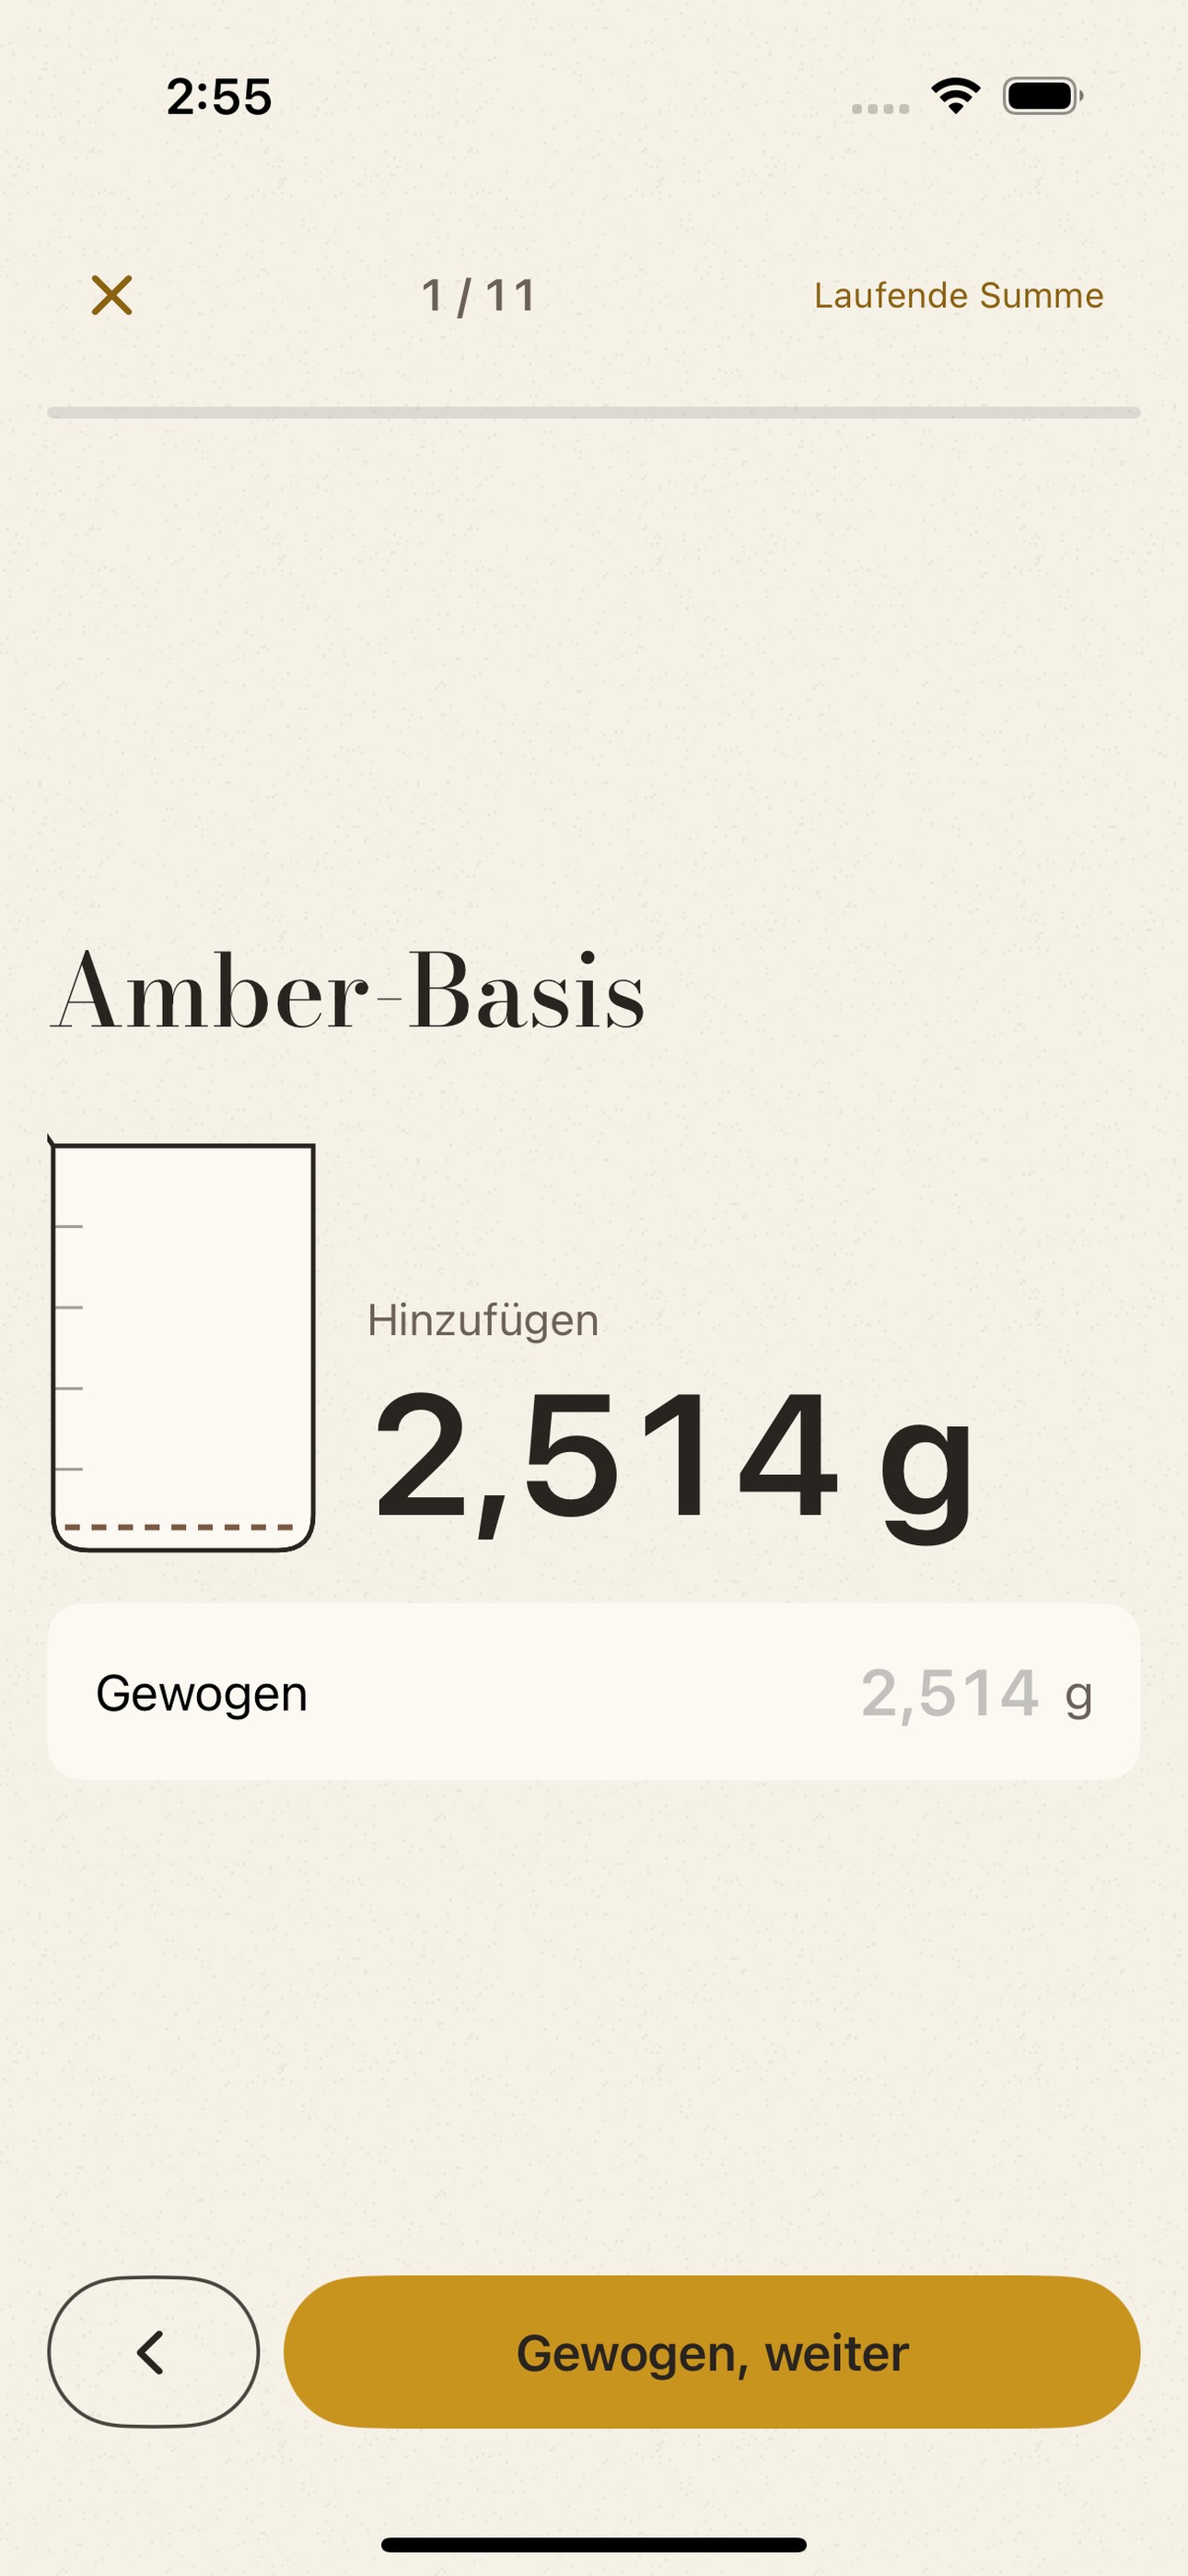 2:55
1 / 11
Laufende Summe
Amber-Basis
Hinzufügen
2,514 g
Gewogen
2,514 g
Gewogen, weiter